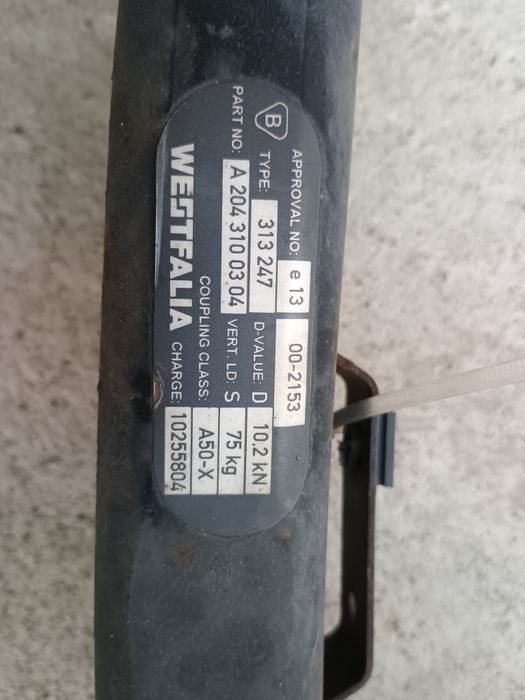 B
APPROVAL NO: e 13 00-2153
TYPE: 313 247 D-VALUE: D 10,2 kN
PART NO: A 204 310 03 04 VERT. LD: S 75 kg
COUPLING CLASS: A50-X
WESTFALIA CHARGE: 10255804